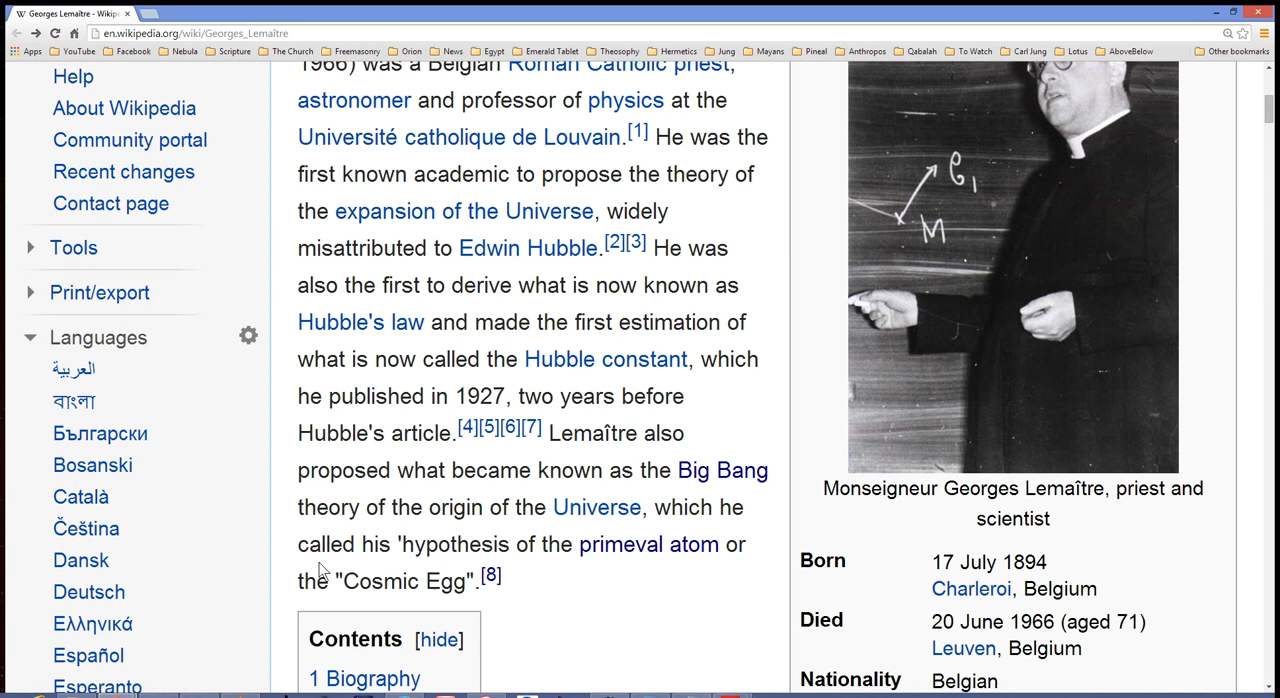 Georges Lemaître - Wikip
en.wikipedia.org/wiki/Georges_Lemaître
Apps YouTube Facebook Nebula Scripture The Church Freemasonry Orion News Egypt Emerald Tablet Theosophy Hermetics Jung Mayans Pineal Anthropos Qabalah To Watch Carl Jung Lotus AboveBelow Other bookmarks
Help
About Wikipedia
Community portal
Recent changes
Contact page
Tools
Print/export
Languages
العربية
বাংলা
Български
Bosanski
Català
Čeština
Dansk
Deutsch
Ελληνικά
Español
Esperanto
1966) was a Belgian Roman Catholic priest,
astronomer and professor of physics at the
Université catholique de Louvain.[1] He was the
first known academic to propose the theory of
the expansion of the Universe, widely
misattributed to Edwin Hubble.[2][3] He was
also the first to derive what is now known as
Hubble's law and made the first estimation of
what is now called the Hubble constant, which
he published in 1927, two years before
Hubble's article.[4][5][6][7] Lemaître also
proposed what became known as the Big Bang
theory of the origin of the Universe, which he
called his 'hypothesis of the primeval atom or
the "Cosmic Egg".[8]
Contents [hide]
1 Biography
M
Monseigneur Georges Lemaître, priest and
scientist
Born 17 July 1894
Charleroi, Belgium
Died 20 June 1966 (aged 71)
Leuven, Belgium
Nationality Belgian